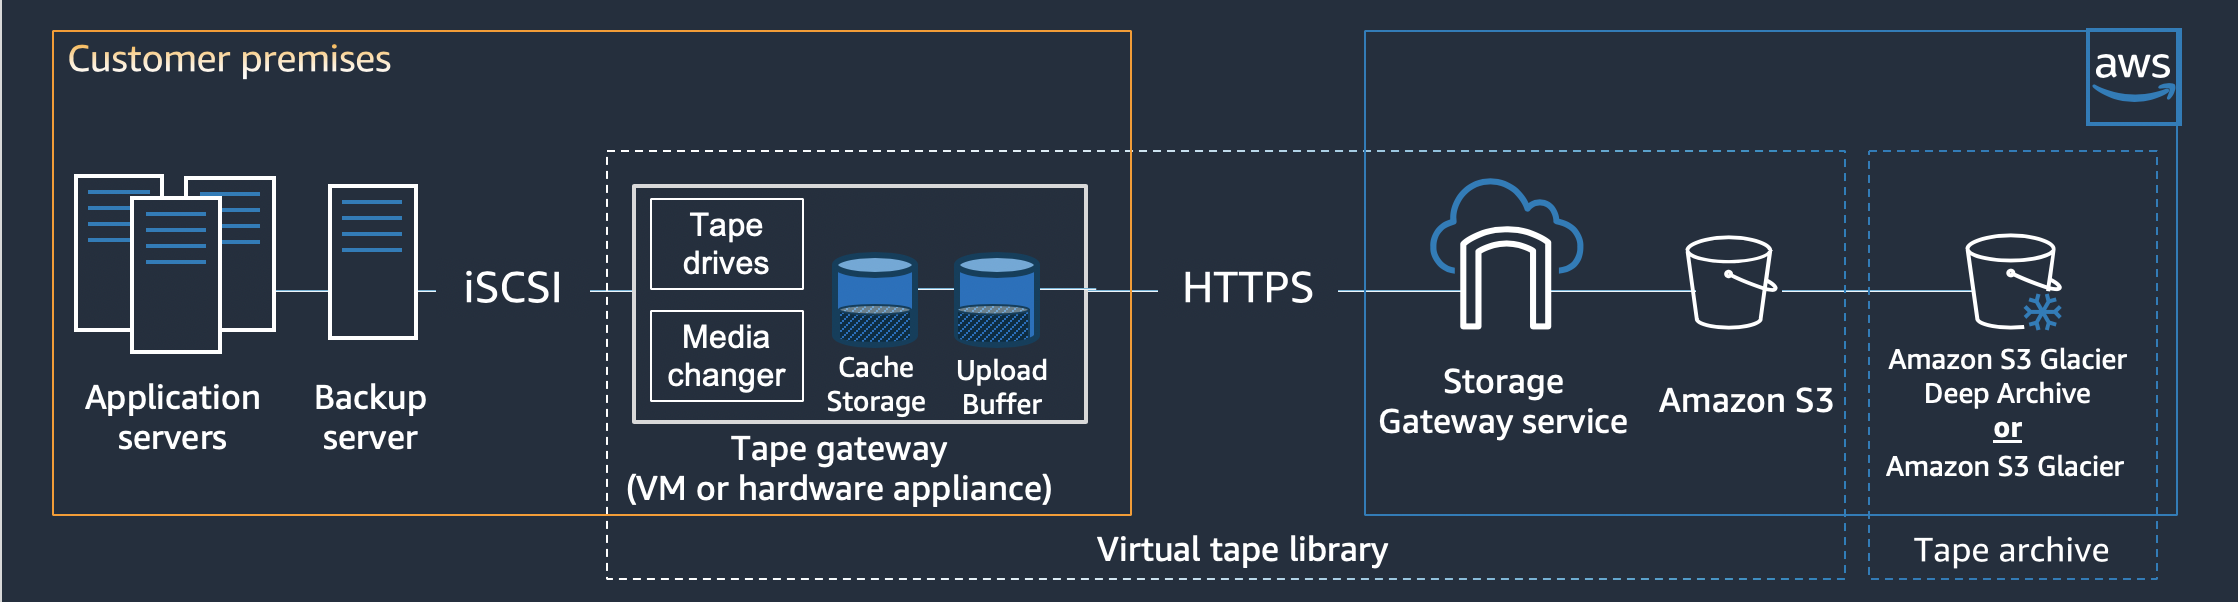 Customer premises
aws
Application
servers
Backup
server
iSCSI
Tape
drives
Media
changer
Cache
Storage
Upload
Buffer
Tape gateway
(VM or hardware appliance)
HTTPS
Storage
Gateway service
Amazon S3
Amazon S3 Glacier
Deep Archive
or
Amazon S3 Glacier
Virtual tape library
Tape archive